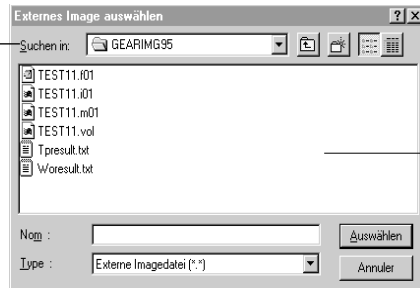 Externes Image auswählen
Suchen in: GEARIMG95
TEST11.f01
TEST11.i01
TEST11.m01
TEST11.vol
Tpresult.txt
Woresult.txt
Nom :
Auswählen
Type : Externe Imagedatei (*.*)
Annuler